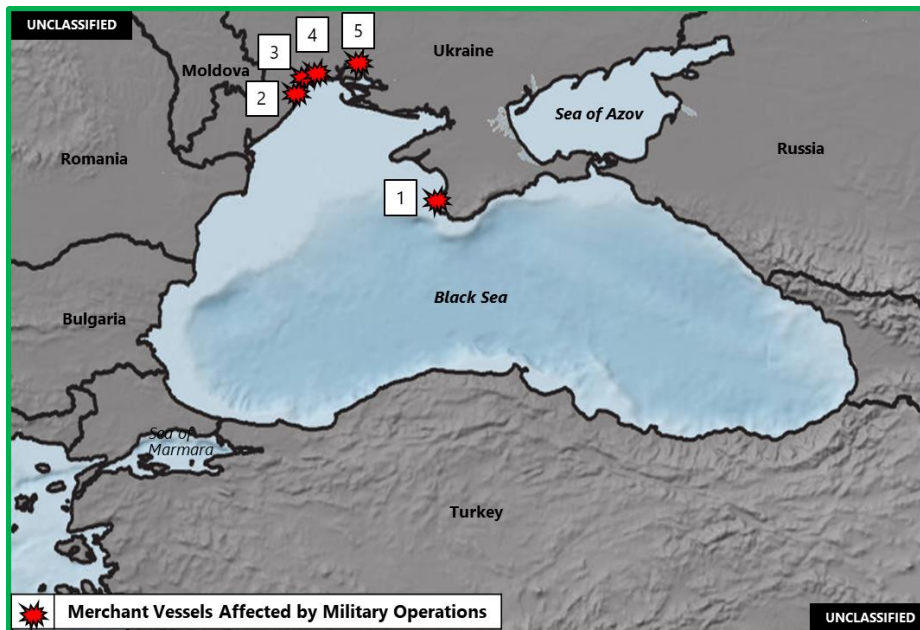 UNCLASSIFIED
5
4
3
Ukraine
Moldova
2
Sea of Azov
Romania
Russia
1
Black Sea
Bulgaria
Sea of
Marmara
Turkey
Merchant Vessels Affected by Military Operations
UNCLASSIFIED